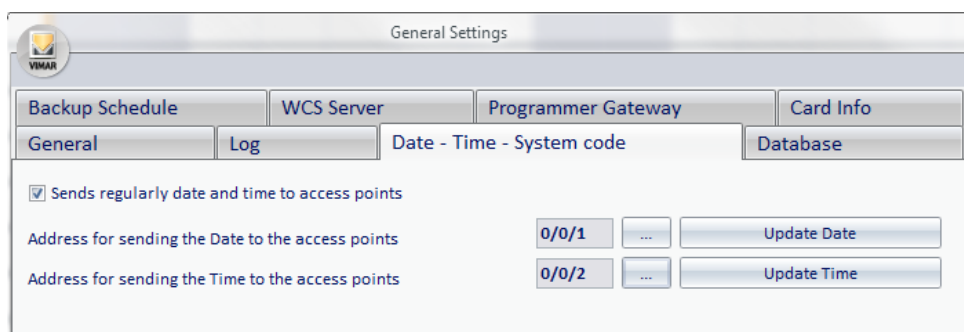 General Settings
VIMAR
Backup Schedule WCS Server Programmer Gateway Card Info
General Log Date - Time - System code Database
Sends regularly date and time to access points
Address for sending the Date to the access points 0/0/1 ... Update Date
Address for sending the Time to the access points 0/0/2 ... Update Time